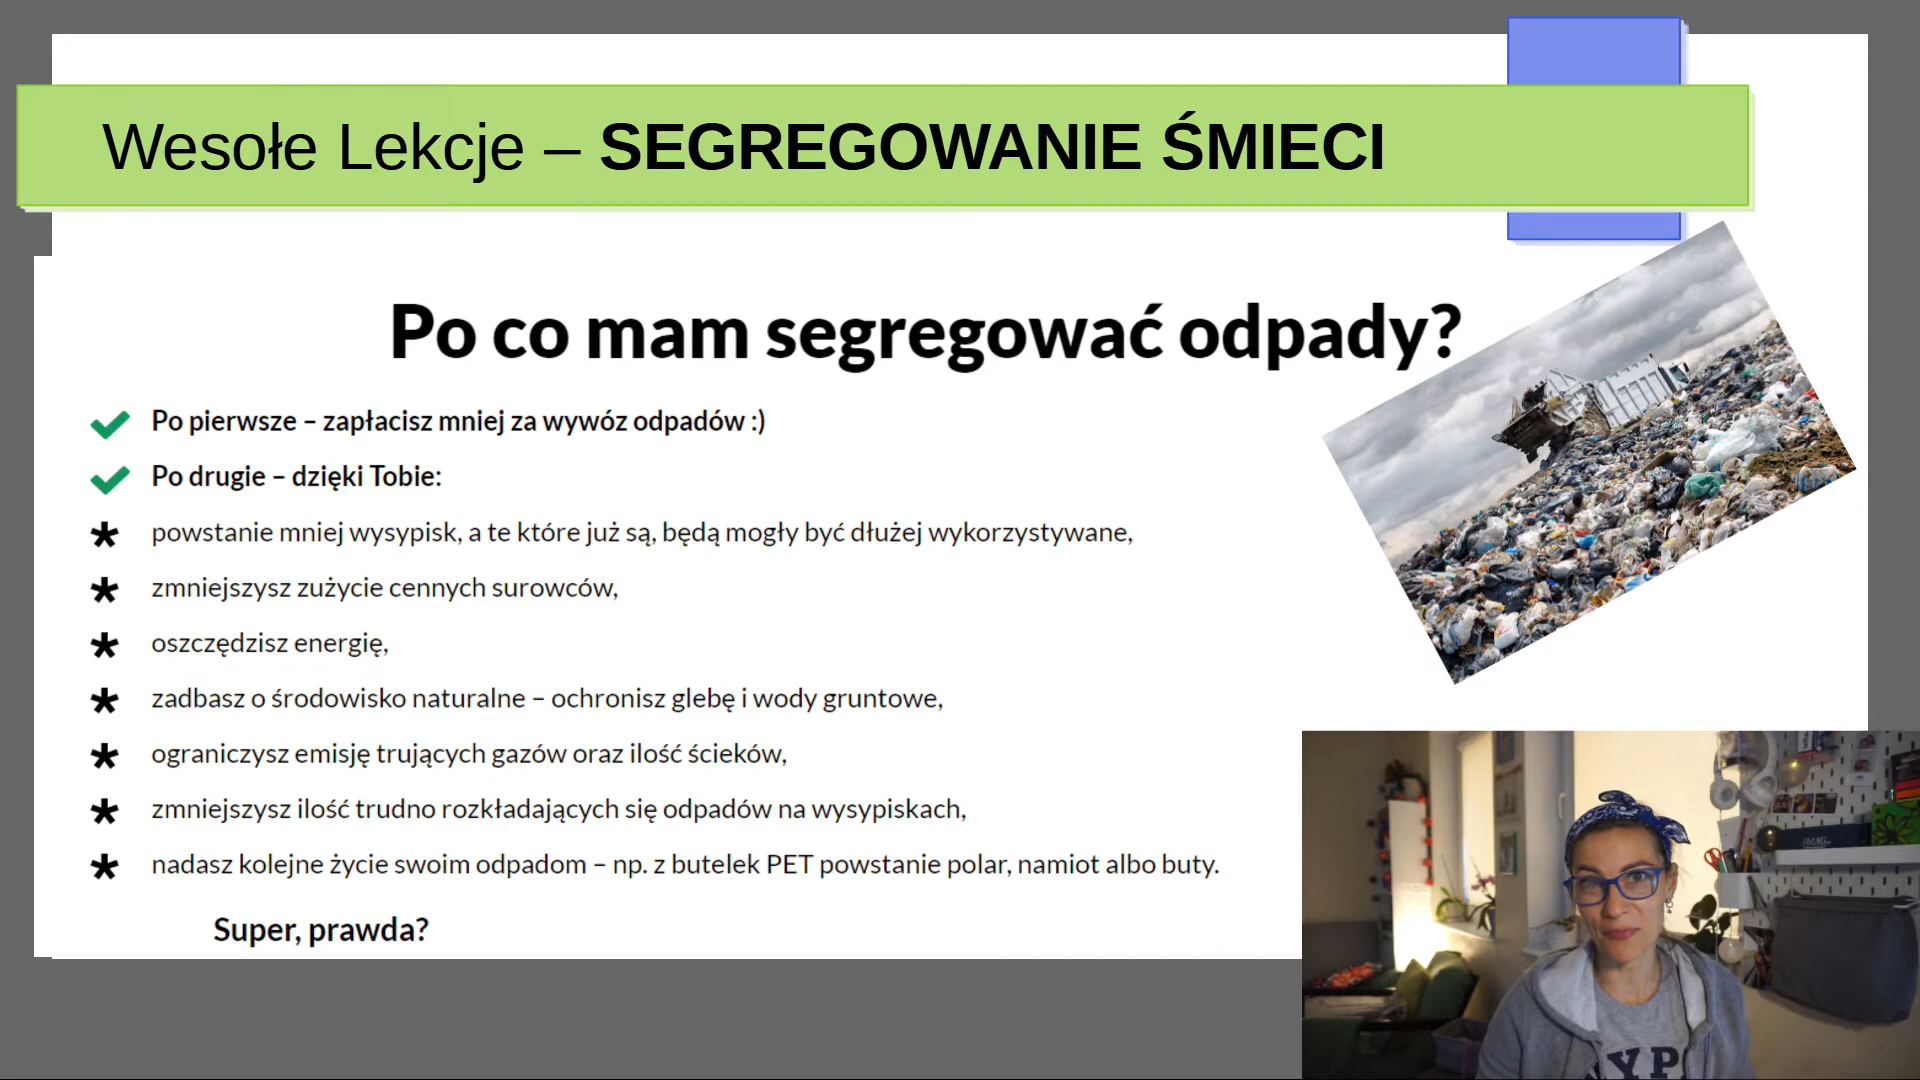 Wesołe Lekcje – SEGREGOWANIE ŚMIECI
Po co mam segregować odpady?
Po pierwsze – zapłacisz mniej za wywóz odpadów :)
Po drugie – dzięki Tobie:
* powstanie mniej wysypisk, a te które już są, będą mogły być dłużej wykorzystywane,
* zmniejszysz zużycie cennych surowców,
* oszczędzisz energię,
* zadbasz o środowisko naturalne – ochronisz glebę i wody gruntowe,
* ograniczysz emisję trujących gazów oraz ilość ścieków,
* zmniejszysz ilość trudno rozkładających się odpadów na wysypiskach,
* nadasz kolejne życie swoim odpadom – np. z butelek PET powstanie polar, namiot albo buty.
Super, prawda?